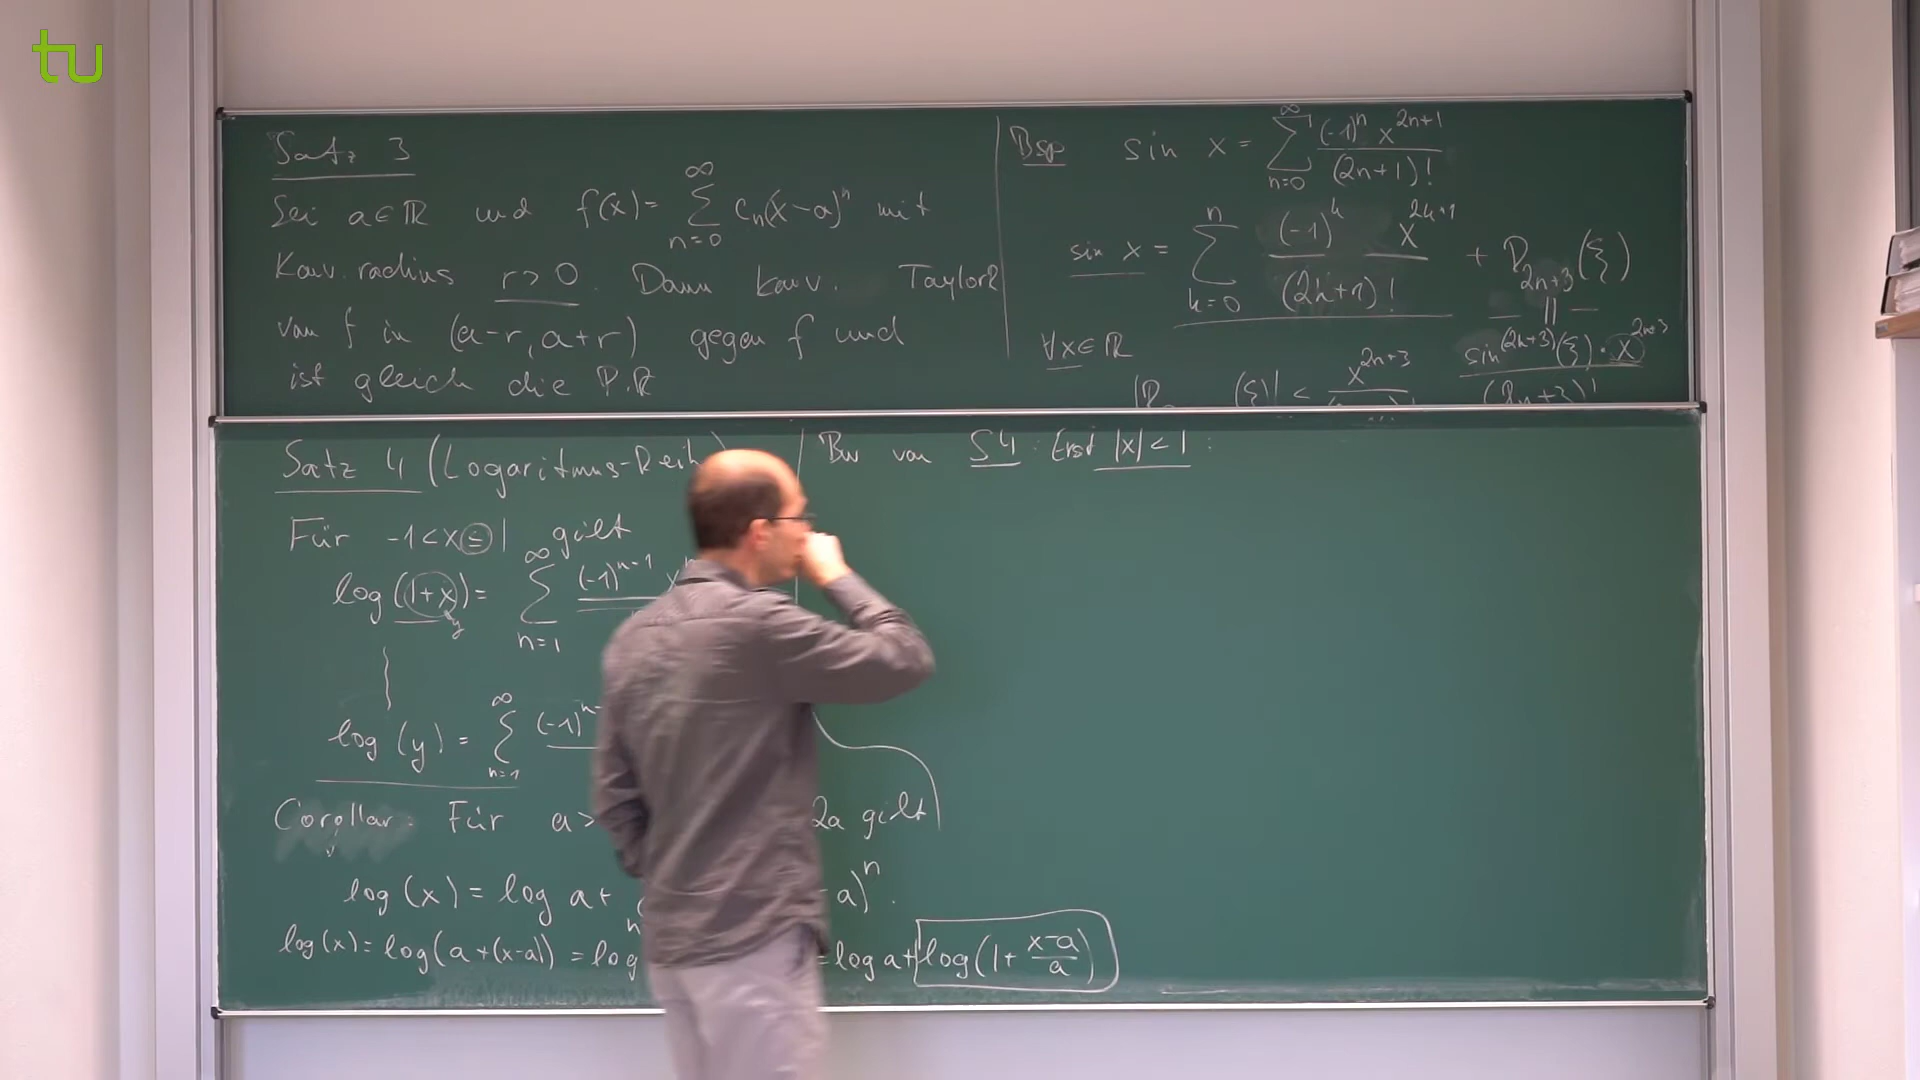 tu
Satz 3
Sei a∈ℝ und f(x)= ∑_{n=0}^{∞} c_n(x-a)^n mit
Konv.radius r>0. Dann konv. TaylorR
von f in (a-r, a+r) gegen f und
ist gleich die P.R
Bsp sin x = ∑_{n=0}^{∞} (-1)^n x^{2n+1} / (2n+1)!
sin x = ∑_{k=0}^{n} (-1)^k x^{2k+1} / (2k+1)! + R_{2n+3}(ξ)
∀x∈ℝ
sin^{(2n+3)}(ξ) · x^{2n+3} / (2n+3)!
(ξ)| < x^{2n+3}
Satz 4 (Logaritmus-Reih
Für -1<x≤1 gilt
log(1+x) = ∑_{n=1}^{∞} (-1)^{n-1} x
y
log(y) = ∑_{n=1}^{∞} (-1)^{n-
Corollar: Für a> 2a gilt
log(x) = log a+ a)^n.
log(x) = log(a+(x-a)) = log = log a+ log(1+ (x-a)/a)
Bw von S4: Erst |x|<1: